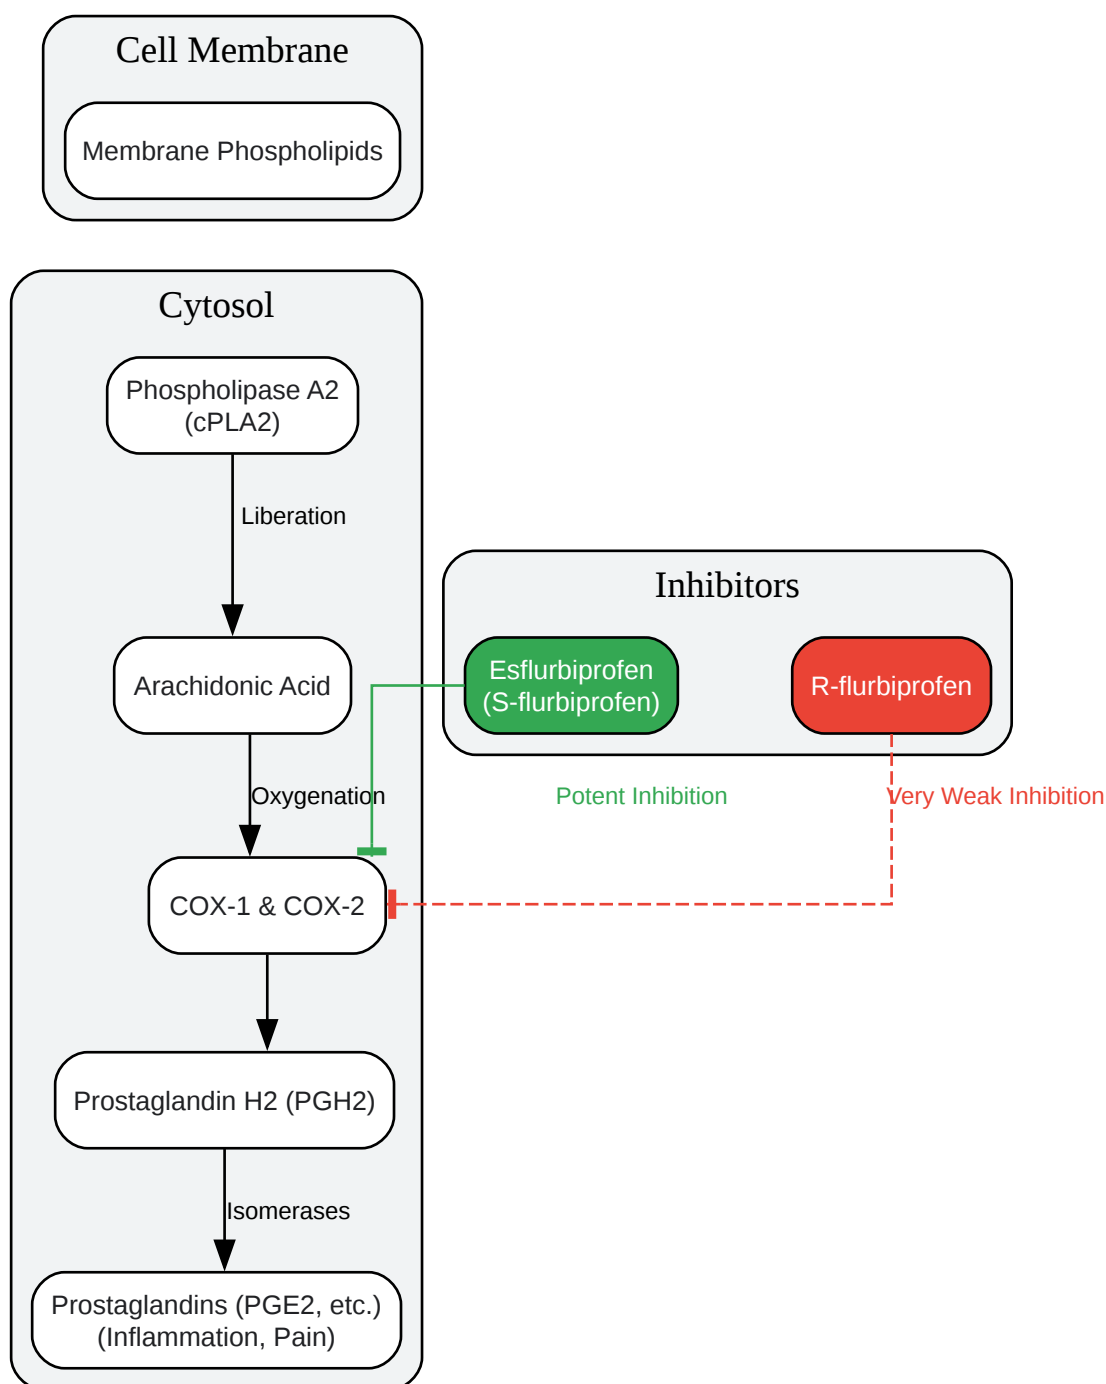 Cell Membrane
Membrane Phospholipids
Cytosol
Phospholipase A2
(cPLA2)
Liberation
Inhibitors
Arachidonic Acid
Esflurbiprofen
(S-flurbiprofen)
R-flurbiprofen
Oxygenation
Potent Inhibition
Very Weak Inhibition
COX-1 & COX-2
Prostaglandin H2 (PGH2)
Isomerases
Prostaglandins (PGE2, etc.)
(Inflammation, Pain)